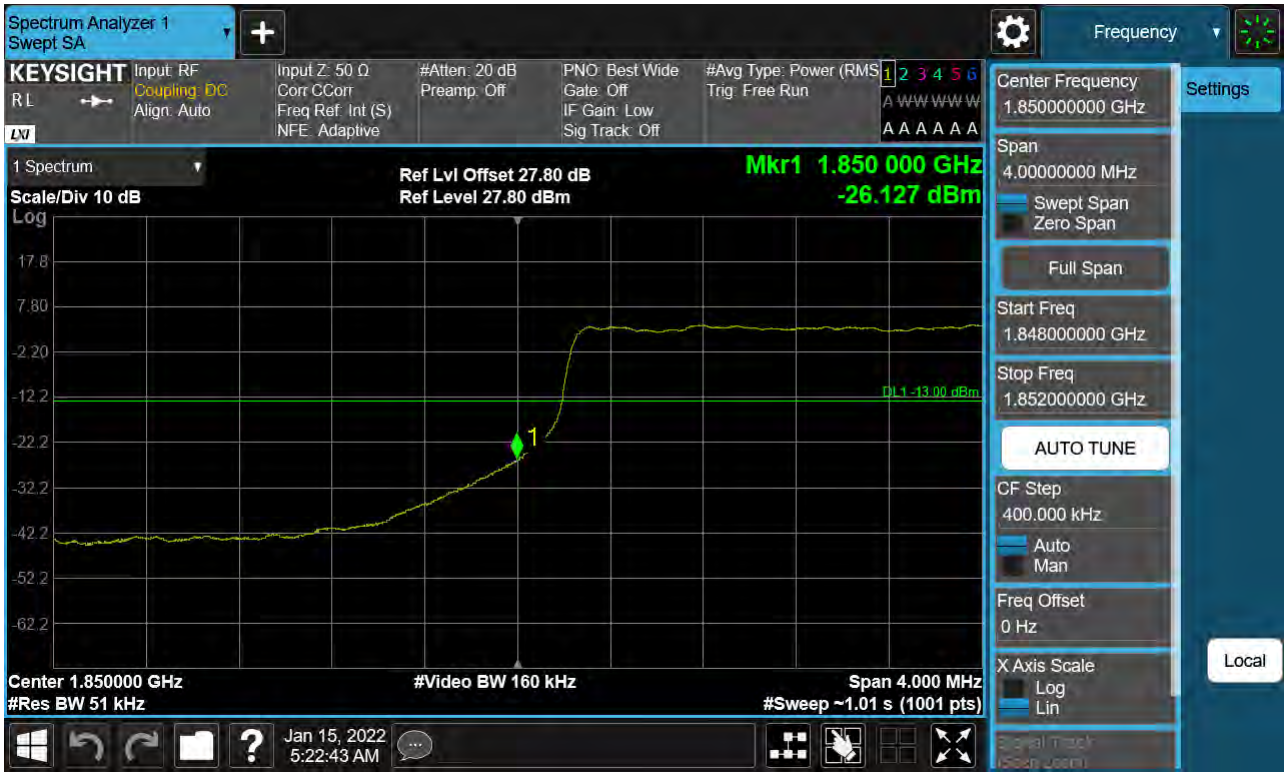 Spectrum Analyzer 1
Swept SA
Frequency
KEYSIGHT
RL
LXI
Input: RF
Coupling: DC
Align: Auto
Input Z: 50 Ω
Corr CCorr
Freq Ref: Int (S)
NFE: Adaptive
#Atten: 20 dB
Preamp: Off
PNO: Best Wide
Gate: Off
IF Gain: Low
Sig Track: Off
#Avg Type: Power (RMS
Trig: Free Run
1 2 3 4 5 6
A W W W W W
A A A A A A
1 Spectrum
Scale/Div 10 dB
Log
Ref Lvl Offset 27.80 dB
Ref Level 27.80 dBm
Mkr1 1.850 000 GHz
-26.127 dBm
17.8
7.80
-2.20
-12.2
-22.2
-32.2
-42.2
-52.2
-62.2
DL1 -13.00 dBm
1
Center 1.850000 GHz
#Res BW 51 kHz
#Video BW 160 kHz
Span 4.000 MHz
#Sweep ~1.01 s (1001 pts)
Center Frequency
1.850000000 GHz
Settings
Span
4.00000000 MHz
Swept Span
Zero Span
Full Span
Start Freq
1.848000000 GHz
Stop Freq
1.852000000 GHz
AUTO TUNE
CF Step
400.000 kHz
Auto
Man
Freq Offset
0 Hz
X Axis Scale
Log
Lin
Signal Track
(Span Zoom)
Local
?
Jan 15, 2022
5:22:43 AM